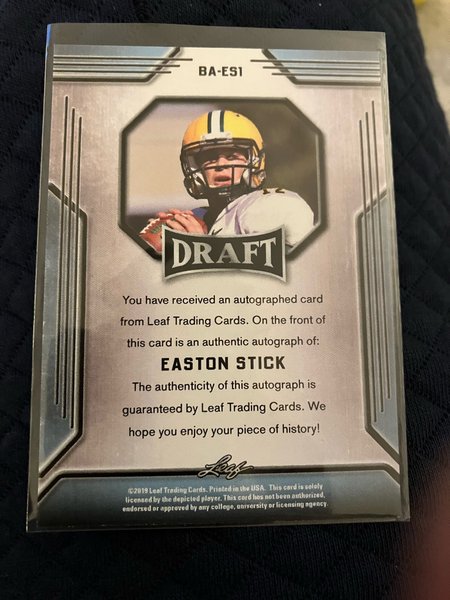 BA-ES1
DRAFT
You have received an autographed card
from Leaf Trading Cards. On the front of
this card is an authentic autograph of:
EASTON STICK
The authenticity of this autograph is
guaranteed by Leaf Trading Cards. We
hope you enjoy your piece of history!
Leaf
©2019 Leaf Trading Cards. Printed in the USA. This card is solely
licensed by the depicted player. This card has not been authorized,
endorsed or approved by any college, university or licensing agency.